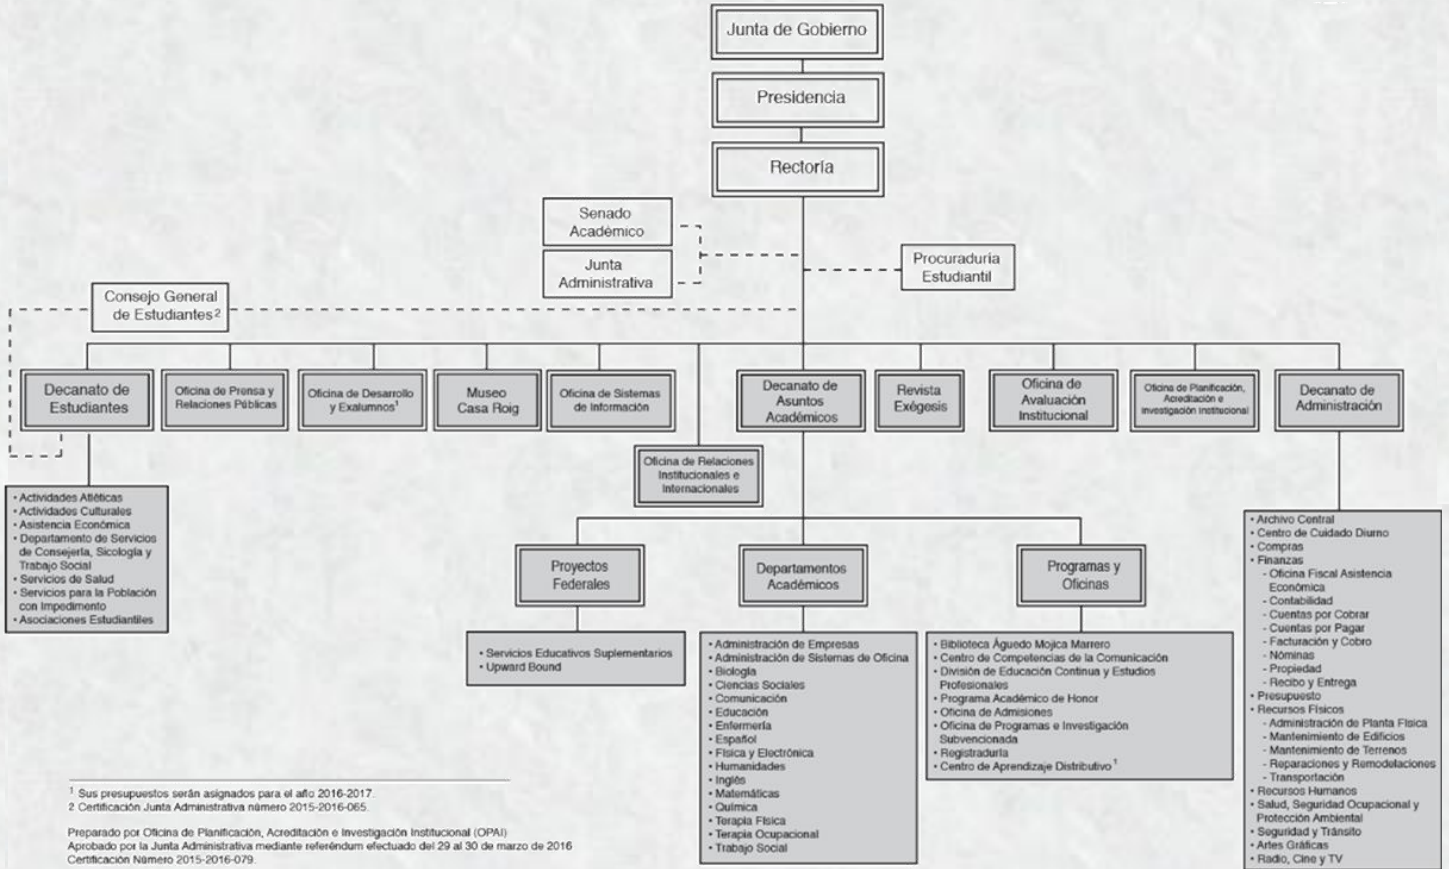 Junta de Gobierno
Presidencia
Rectoría
Senado
Académico
Junta
Administrativa
Procuraduría
Estudiantil
Consejo General
de Estudiantes2
Decanato de
Estudiantes
Oficina de Prensa y
Relaciones Públicas
Oficina de Desarrollo
y Exalumnos1
Museo
Casa Roig
Oficina de Sistemas
de Información
Oficina de Relaciones
Institucionales e
Internacionales
Decanato de
Asuntos
Académicos
Revista
Exégesis
Oficina de
Avaluación
Institucional
Oficina de Planificación,
Acreditación e
Investigación Institucional
Decanato de
Administración
• Actividades Atléticas
• Actividades Culturales
• Asistencia Económica
• Departamento de Servicios
de Consejería, Sicología y
Trabajo Social
• Servicios de Salud
• Servicios para la Población
con Impedimento
• Asociaciones Estudiantiles
Proyectos
Federales
• Servicios Educativos Suplementarios
• Upward Bound
Departamentos
Académicos
• Administración de Empresas
• Administración de Sistemas de Oficina
• Biología
• Ciencias Sociales
• Comunicación
• Educación
• Enfermería
• Español
• Física y Electrónica
• Humanidades
• Inglés
• Matemáticas
• Química
• Terapia Física
• Terapia Ocupacional
• Trabajo Social
Programas y
Oficinas
• Biblioteca Águedo Mojica Marrero
• Centro de Competencias de la Comunicación
• División de Educación Continua y Estudios
Profesionales
• Programa Académico de Honor
• Oficina de Admisiones
• Oficina de Programas e Investigación
Subvencionada
• Registraduría
• Centro de Aprendizaje Distributivo1
• Archivo Central
• Centro de Cuidado Diurno
• Compras
• Finanzas
- Oficina Fiscal Asistencia
Económica
- Contabilidad
- Cuentas por Cobrar
- Cuentas por Pagar
- Facturación y Cobro
- Nóminas
- Propiedad
- Recibo y Entrega
• Presupuesto
• Recursos Físicos
- Administración de Planta Física
- Mantenimiento de Edificios
- Mantenimiento de Terrenos
- Reparaciones y Remodelaciones
- Transportación
• Recursos Humanos
• Salud, Seguridad Ocupacional y
Protección Ambiental
• Seguridad y Tránsito
• Artes Gráficas
• Radio, Cine y TV
1 Sus presupuestos serán asignados para el año 2016-2017.
2 Certificación Junta Administrativa número 2015-2016-065.
Preparado por Oficina de Planificación, Acreditación e Investigación Institucional (OPAI)
Aprobado por la Junta Administrativa mediante referéndum efectuado del 29 al 30 de marzo de 2016
Certificación Número 2015-2016-079.